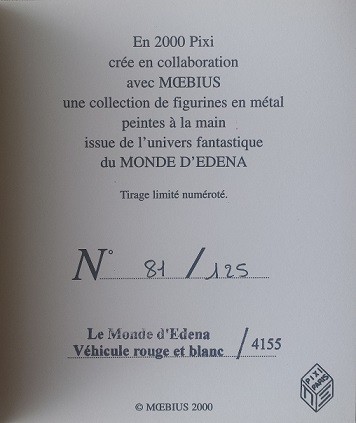 En 2000 Pixi
crée en collaboration
avec MŒBIUS
une collection de figurines en métal
peintes à la main
issue de l'univers fantastique
du MONDE D'EDENA
Tirage limité numéroté.
N° 81 / 125
Le Monde d'Edena
Véhicule rouge et blanc / 4155
PIXI
PARIS
© MŒBIUS 2000